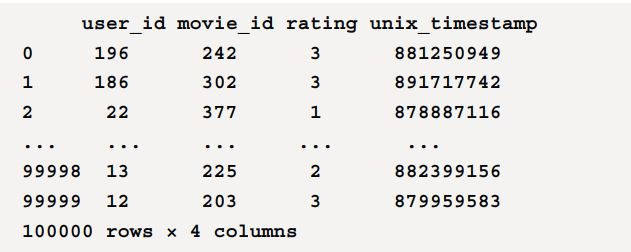 user_id movie_id rating unix_timestamp
0 196 242 3 881250949
1 186 302 3 891717742
2 22 377 1 878887116
... ... ... ... ...
99998 13 225 2 882399156
99999 12 203 3 879959583
100000 rows × 4 columns